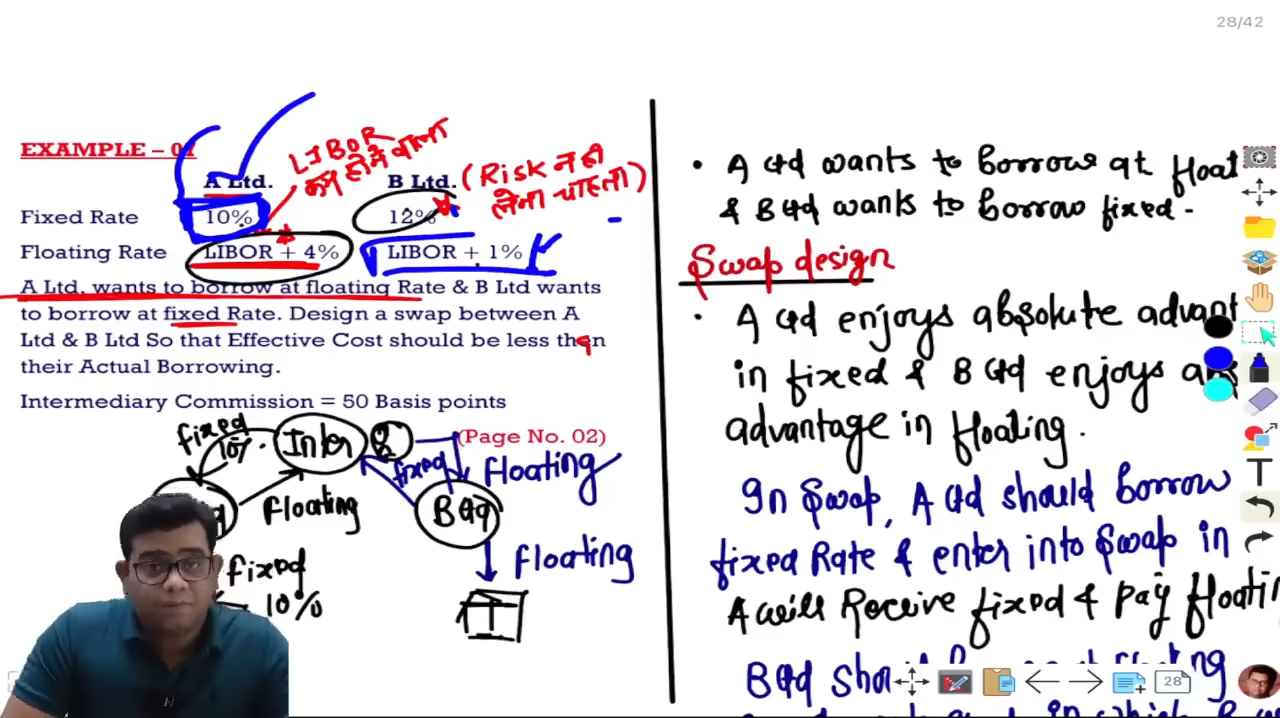 28/42
EXAMPLE – 01
A Ltd. B Ltd.
Fixed Rate 10% 12%
Floating Rate LIBOR + 4% LIBOR + 1%
A Ltd. wants to borrow at floating Rate & B Ltd wants
to borrow at fixed Rate. Design a swap between A
Ltd & B Ltd So that Effective Cost should be less then
their Actual Borrowing.
Intermediary Commission = 50 Basis points
(Page No. 02)
LIBOR
कम होने वाला
(Risk नही
लेना चाहता)
fixed
10%.
Inter
fixed
floating
floating
B Ltd
floating
fixed
10%
• A Ltd wants to borrow at float
& B Ltd wants to borrow fixed.
Swap design
• A Ltd enjoys absolute advant
in fixed & B Ltd enjoys abs
advantage in floating.
In Swap, A Ltd should borrow
fixed Rate & enter into Swap in
A will Receive fixed & pay floatin
B Ltd
28